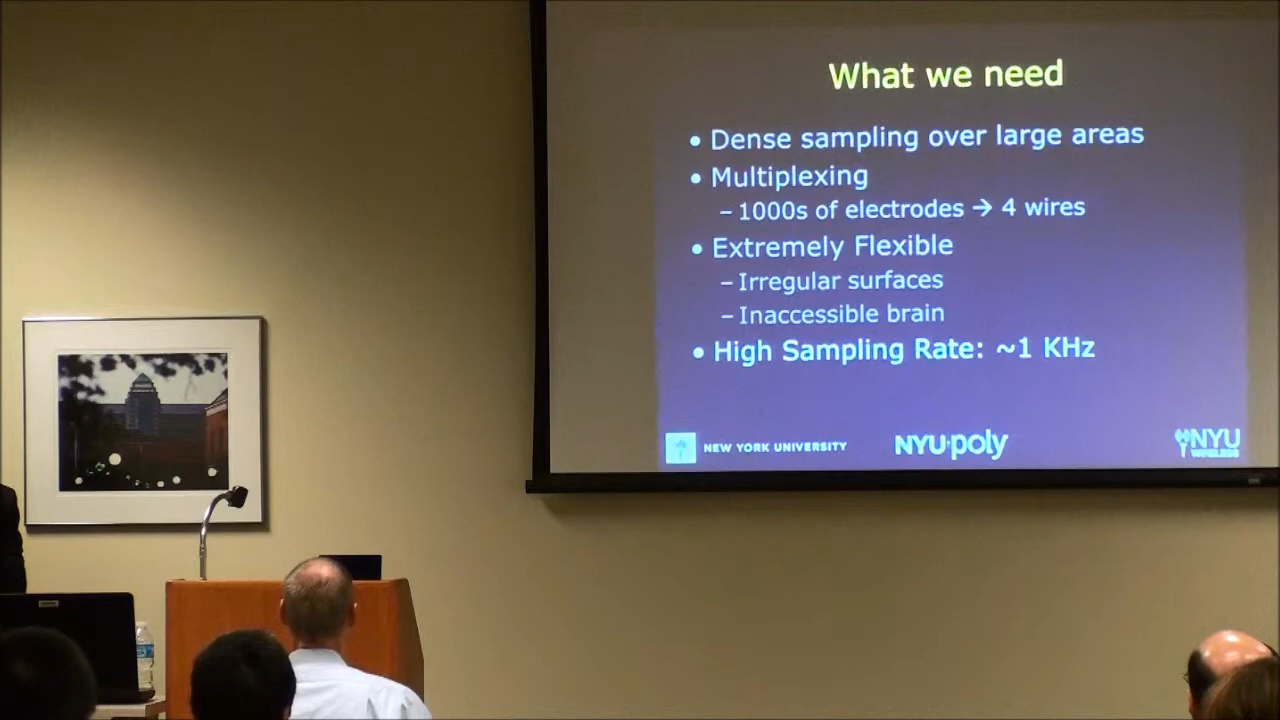 What we need
• Dense sampling over large areas
• Multiplexing
– 1000s of electrodes → 4 wires
• Extremely Flexible
– Irregular surfaces
– Inaccessible brain
• High Sampling Rate: ~1 KHz
NEW YORK UNIVERSITY
NYU·poly
NYU
WIRELESS